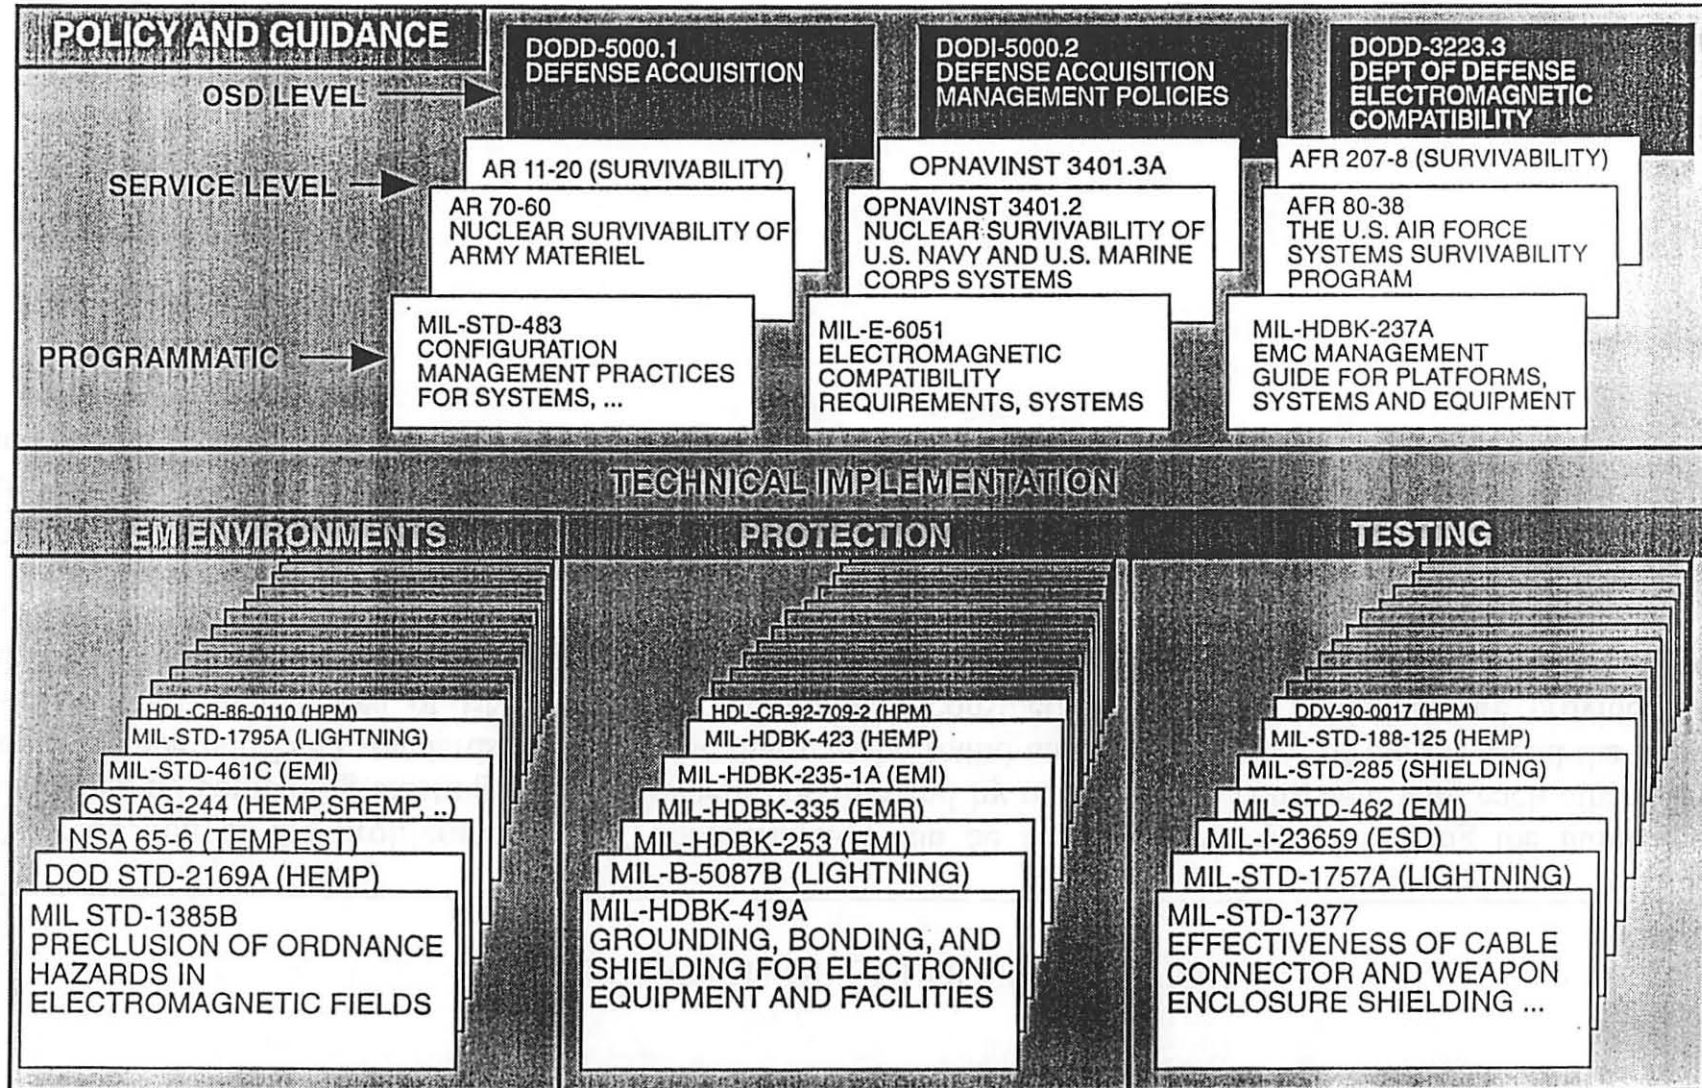 POLICY AND GUIDANCE
OSD LEVEL
DODD-5000.1
DEFENSE ACQUISITION
DODI-5000.2
DEFENSE ACQUISITION
MANAGEMENT POLICIES
DODD-3223.3
DEPT OF DEFENSE
ELECTROMAGNETIC
COMPATIBILITY
SERVICE LEVEL
AR 11-20 (SURVIVABILITY)
AR 70-60
NUCLEAR SURVIVABILITY OF
ARMY MATERIEL
OPNAVINST 3401.3A
OPNAVINST 3401.2
NUCLEAR SURVIVABILITY OF
U.S. NAVY AND U.S. MARINE
CORPS SYSTEMS
AFR 207-8 (SURVIVABILITY)
AFR 80-38
THE U.S. AIR FORCE
SYSTEMS SURVIVABILITY
PROGRAM
PROGRAMMATIC
MIL-STD-483
CONFIGURATION
MANAGEMENT PRACTICES
FOR SYSTEMS, ...
MIL-E-6051
ELECTROMAGNETIC
COMPATIBILITY
REQUIREMENTS, SYSTEMS
MIL-HDBK-237A
EMC MANAGEMENT
GUIDE FOR PLATFORMS,
SYSTEMS AND EQUIPMENT
TECHNICAL IMPLEMENTATION
EM ENVIRONMENTS
HDL-CR-86-0110 (HPM)
MIL-STD-1795A (LIGHTNING)
MIL-STD-461C (EMI)
QSTAG-244 (HEMP,SREMP, ..)
NSA 65-6 (TEMPEST)
DOD STD-2169A (HEMP)
MIL STD-1385B
PRECLUSION OF ORDNANCE
HAZARDS IN
ELECTROMAGNETIC FIELDS
PROTECTION
HDL-CR-92-709-2 (HPM)
MIL-HDBK-423 (HEMP)
MIL-HDBK-235-1A (EMI)
MIL-HDBK-335 (EMR)
MIL-HDBK-253 (EMI)
MIL-B-5087B (LIGHTNING)
MIL-HDBK-419A
GROUNDING, BONDING, AND
SHIELDING FOR ELECTRONIC
EQUIPMENT AND FACILITIES
TESTING
DDV-90-0017 (HPM)
MIL-STD-188-125 (HEMP)
MIL-STD-285 (SHIELDING)
MIL-STD-462 (EMI)
MIL-I-23659 (ESD)
MIL-STD-1757A (LIGHTNING)
MIL-STD-1377
EFFECTIVENESS OF CABLE
CONNECTOR AND WEAPON
ENCLOSURE SHIELDING ...